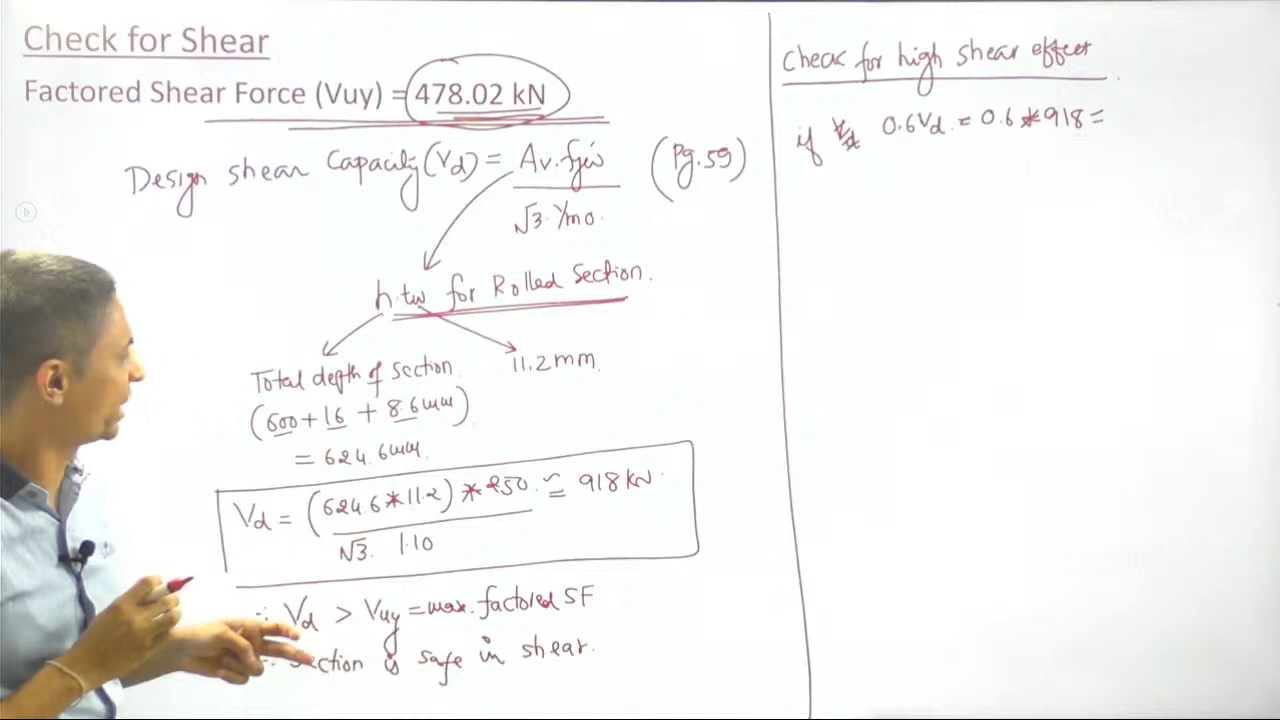 Check for Shear
Factored Shear Force (Vuy) = 478.02 kN
Design shear Capacity (Vd) = Av. fyw (Pg.59)
√3. γmo.
h.tw for Rolled Section.
Total depth of section 11.2mm.
(600 + 16 + 8.6mm)
= 624.6mm.
Vd = (624.6 * 11.2) * 250. ≃ 918 kN.
√3. 1.10
∵ Vd > Vuy = max. factored SF
∴ Section is safe in shear.
Check for high shear effect
if 0.6Vd. = 0.6 * 918 =